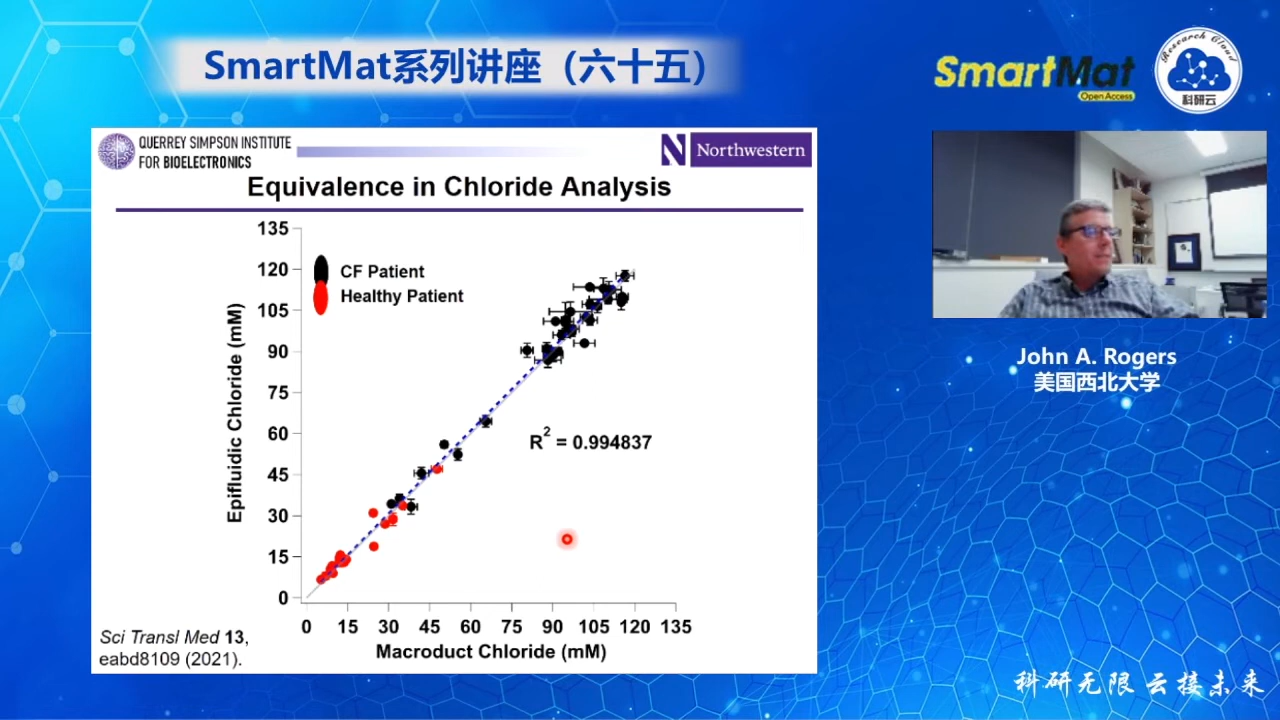 SmartMat系列讲座（六十五）
SmartMat
Open Access
Research Cloud
科研云
QUERREY SIMPSON INSTITUTE
FOR BIOELECTRONICS
N Northwestern
Equivalence in Chloride Analysis
CF Patient
Healthy Patient
135
120
105
90
75
60
45
30
15
0
Epifluidic Chloride (mM)
R² = 0.994837
0 15 30 45 60 75 90 105 120 135
Macroduct Chloride (mM)
Sci Transl Med 13,
eabd8109 (2021).
John A. Rogers
美国西北大学
科研无限 云接未来